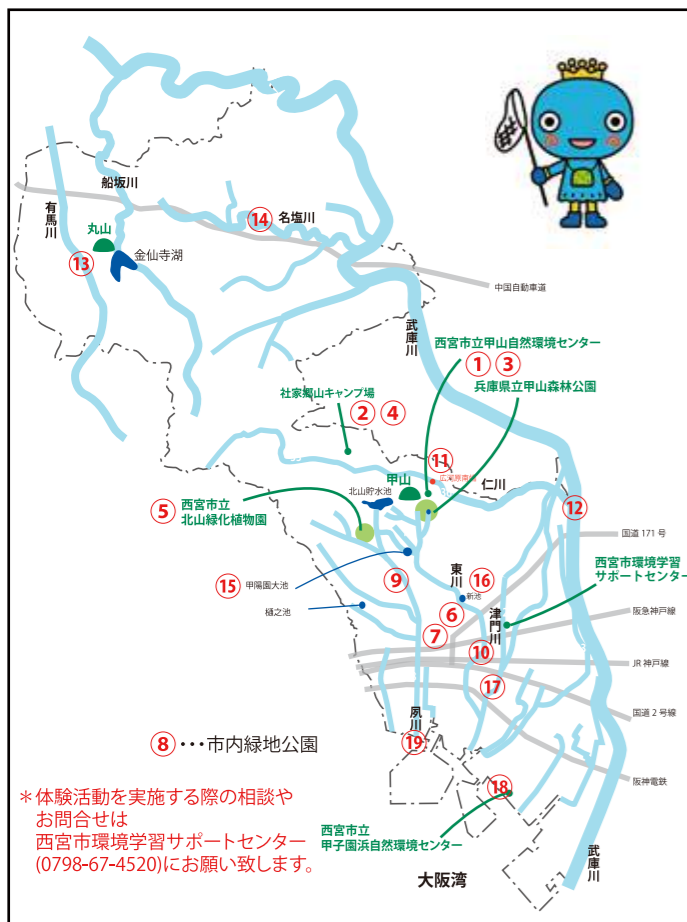 船坂川
有馬川
丸山
⑬
金仙寺湖
⑭
名塩川
中国自動車道
武庫川
西宮市立甲山自然環境センター
① ③
兵庫県立甲山森林公園
社家郷山キャンプ場
② ④
⑪
甲山
仁川
北山貯水池
⑤
西宮市立
北山緑化植物園
⑫
国道 171 号
西宮市環境学習
サポートセンター
⑮
甲陽園大池
⑨
東川
⑯
新池
樋之池
⑥
津門川
阪急神戸線
⑦
⑩
JR 神戸線
⑰
国道 2 号線
夙川
⑲
⑧・・・市内緑地公園
阪神電鉄
⑱
＊体験活動を実施する際の相談や
お問合せは
西宮市環境学習サポートセンター
(0798-67-4520)にお願い致します。
西宮市立
甲子園浜自然環境センター
大阪湾
武庫川